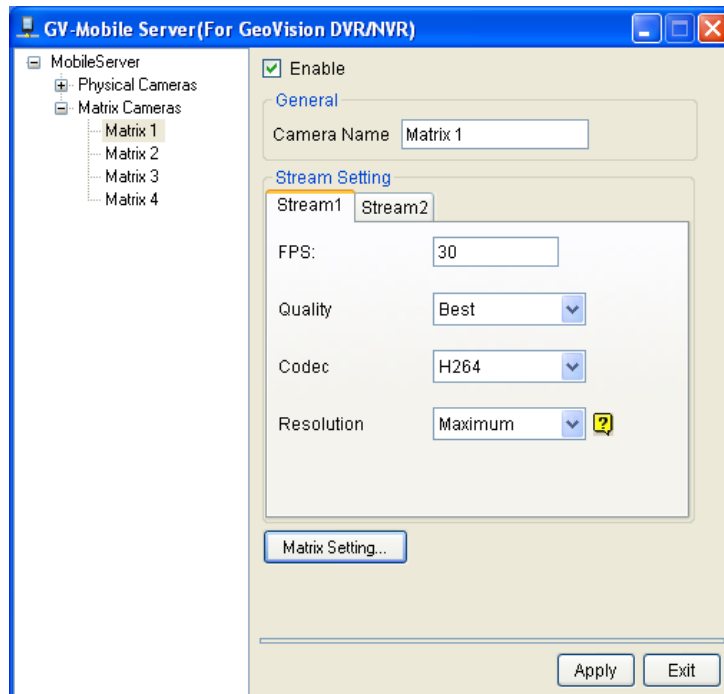 GV-Mobile Server(For GeoVision DVR/NVR)
MobileServer
Physical Cameras
Matrix Cameras
Matrix 1
Matrix 2
Matrix 3
Matrix 4
Enable
General
Camera Name Matrix 1
Stream Setting
Stream1 Stream2
FPS: 30
Quality Best
Codec H264
Resolution Maximum ?
Matrix Setting...
Apply Exit